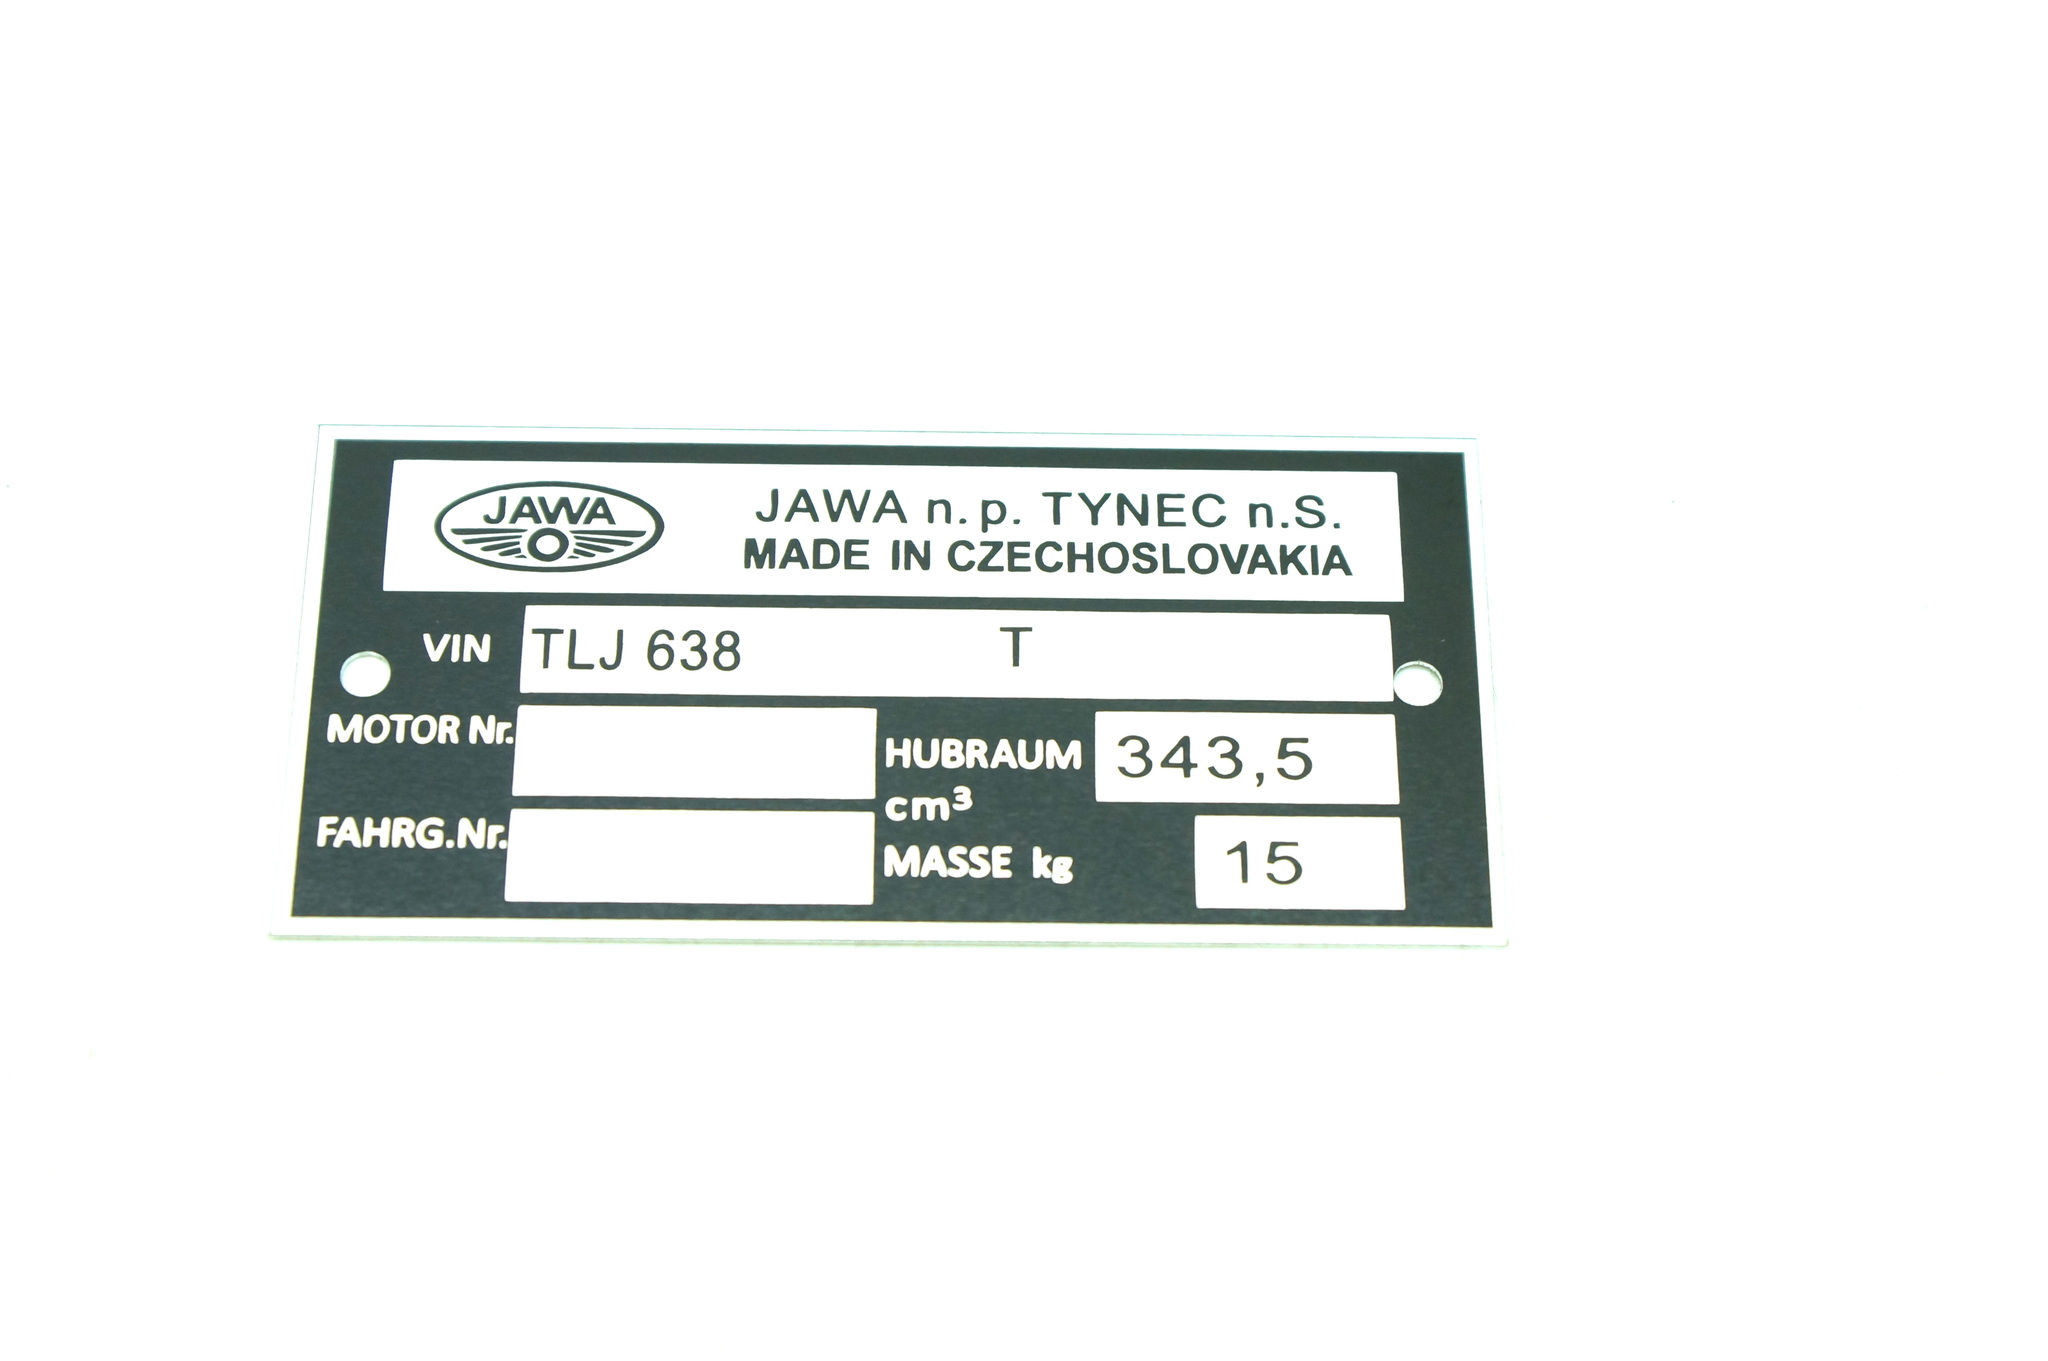 JAWA
JAWA n.p. TYNEC n.S.
MADE IN CZECHOSLOVAKIA
VIN TLJ 638 T
MOTOR Nr.
HUBRAUM 343,5
cm³
FAHRG.Nr.
MASSE kg 15